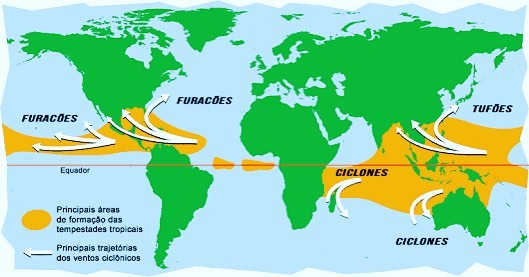 FURACÕES
FURACÕES
TUFÕES
Equador
CICLONES
CICLONES
Principais áreas
de formação das
tempestades tropicais
Principais trajetórias
dos ventos ciclônicos